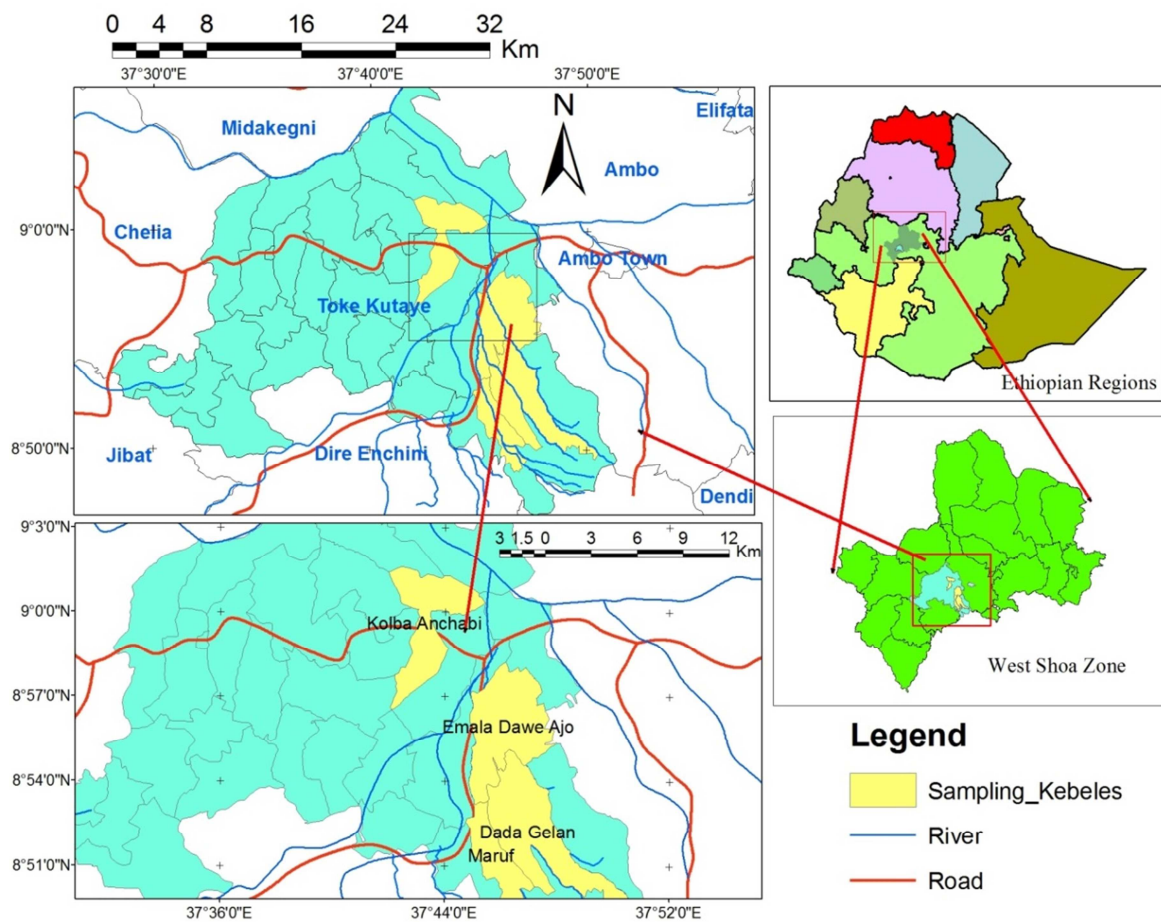 0 4 8 16 24 32
Km
37°30'0"E 37°40'0"E 37°50'0"E
N
Midakegni
Elifata
Ambo
9°0'0"N
Chelia
Ambo Town
Toke Kutaye
8°50'0"N
Jibat
Dire Enchini
Dendi
Ethiopian Regions
9°3'0"N
3 1.5 0 3 6 9 12
Km
9°0'0"N
Kolba Anchabi
8°57'0"N
Emala Dawe Ajo
8°54'0"N
Dada Gelan
Maruf
8°51'0"N
37°36'0"E 37°44'0"E 37°52'0"E
West Shoa Zone
Legend
Sampling_Kebeles
River
Road